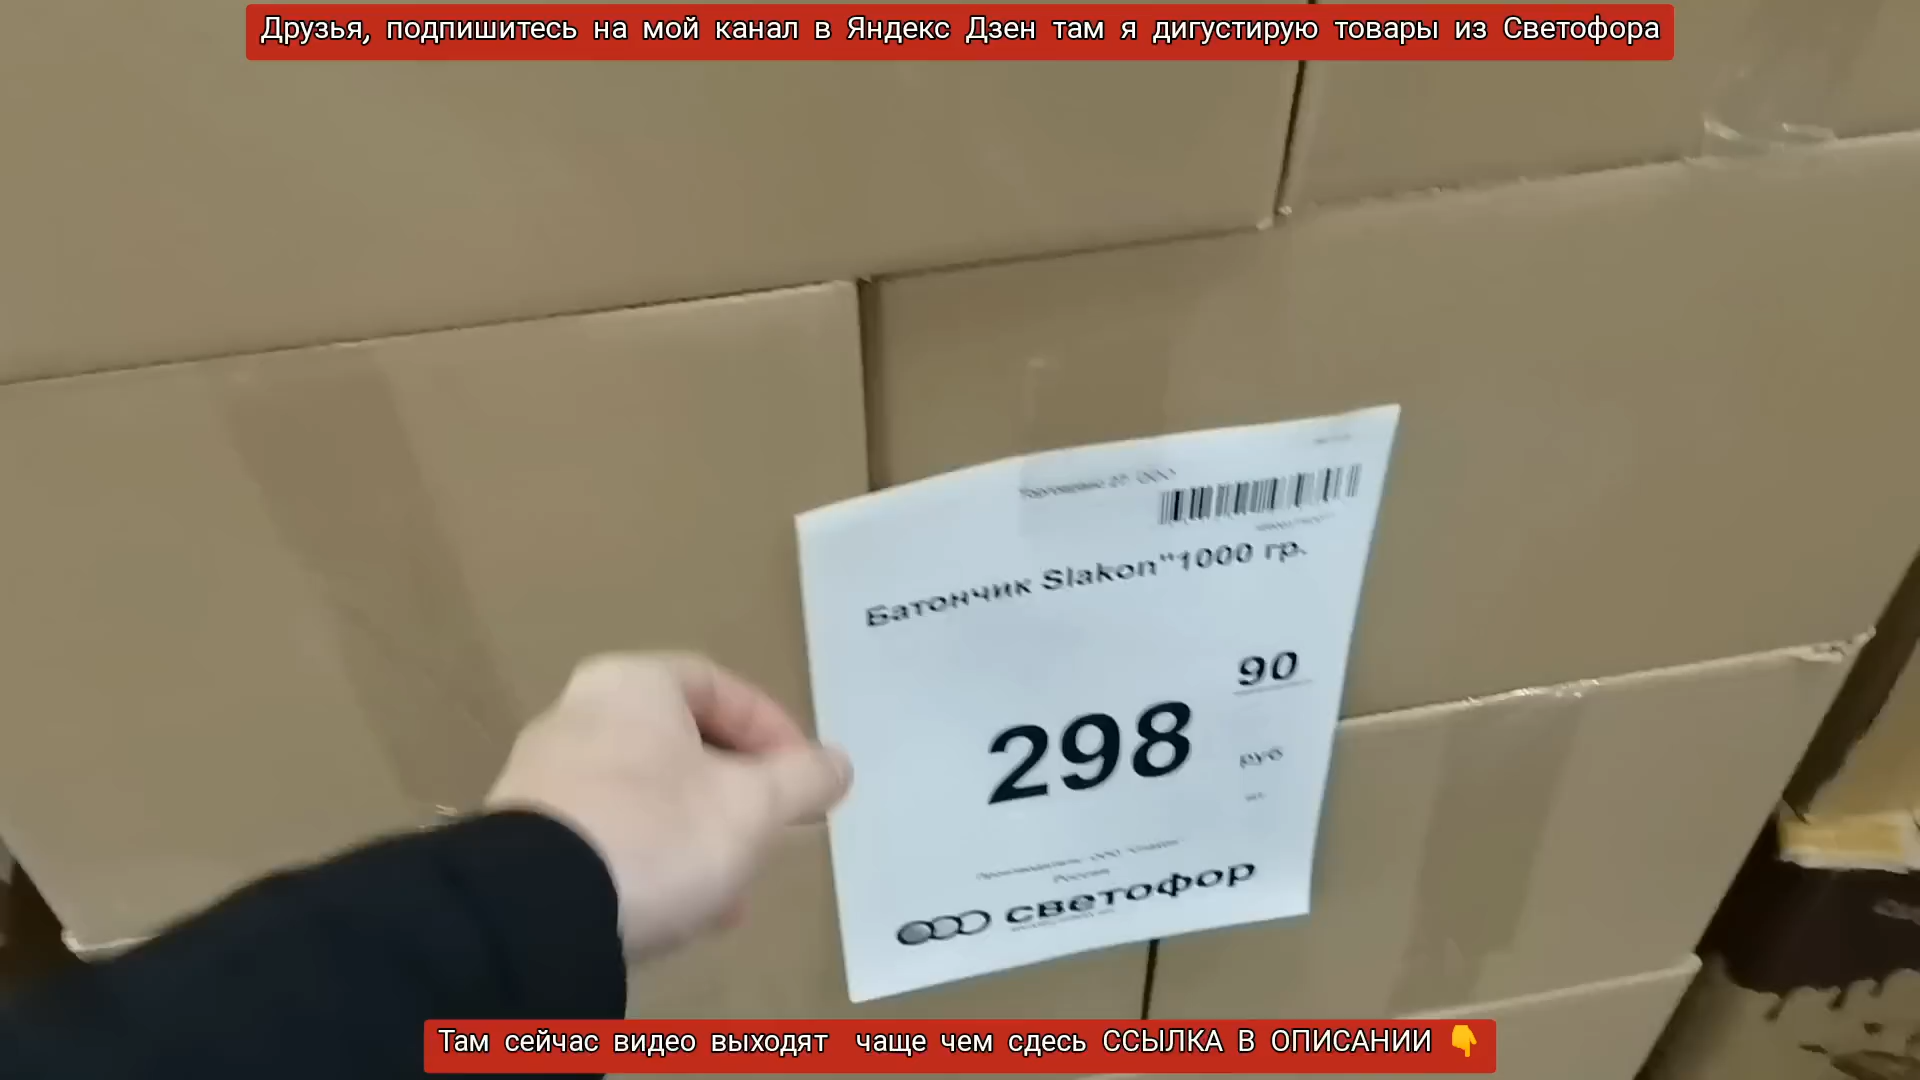 Друзья, подпишитесь на мой канал в Яндекс Дзен там я дигустирую товары из Светофора
Батончик Slakon"1000 гр.
90
298
руб
Россия
светофор
Там сейчас видео выходят чаще чем сдесь ССЫЛКА В ОПИСАНИИ 👇